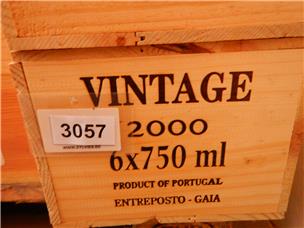 VINTAGE
3057
2000
6x750 ml
PRODUCT OF PORTUGAL
ENTREPOSTO - GAIA